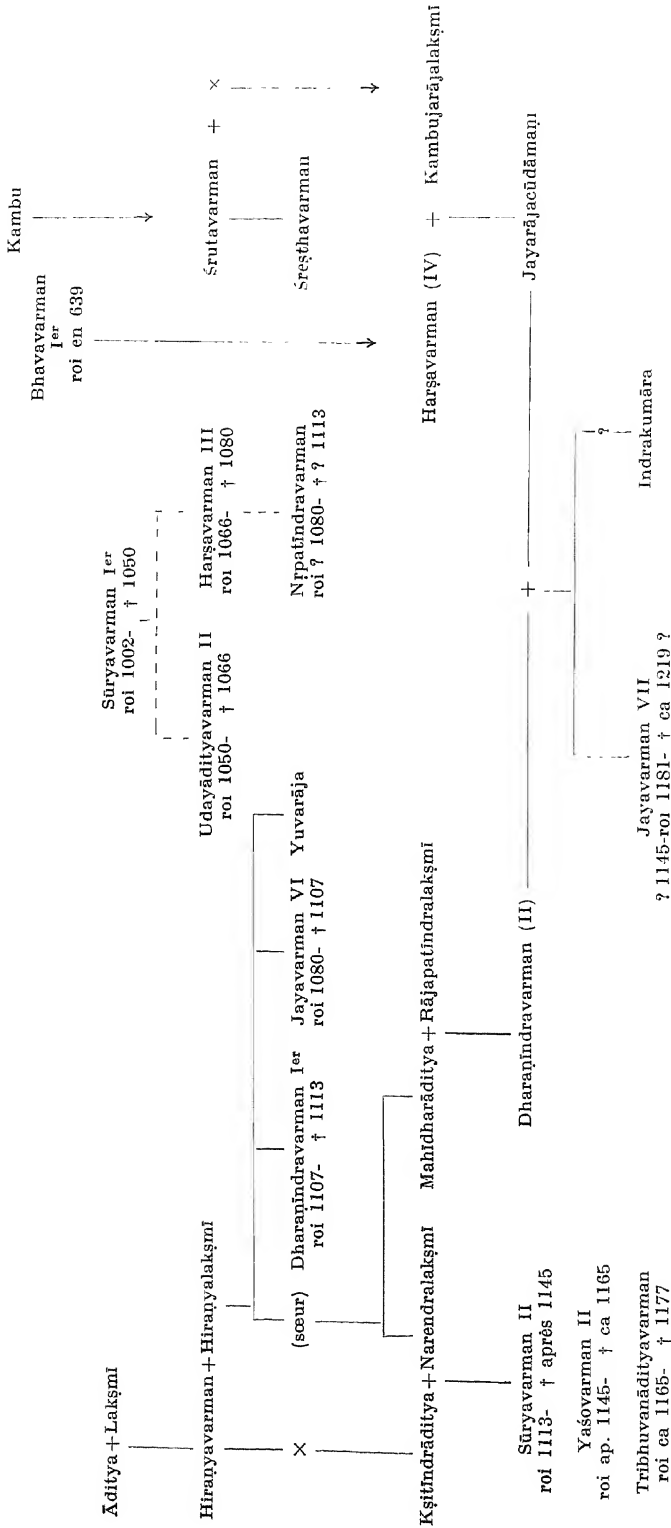 Kambu
Bhavavarman
Ier
roi en 639
Śrutavarman + ×
Śreṣṭhavarman
Sūryavarman Ier
roi 1002- † 1050
Āditya+Lakṣmī
Udayādityavarman II
roi 1050- † 1066
Harṣavarman III
roi 1066- † 1080
Hiraṇyavarman+Hiraṇyalakṣmī
× (sœur)
Dharaṇīndravarman Ier
roi 1107- † 1113
Jayavarman VI
roi 1080- † 1107
Yuvarāja
Nṛpatīndravarman
roi ? 1080- † ? 1113
Kṣitīndrāditya+Narendralakṣmī
Mahīdharāditya+Rājapatīndralakṣmī
Harṣavarman (IV) + Kambujarājalakṣmī
Sūryavarman II
roi 1113- † après 1145
Yaśovarman II
roi ap. 1145- † ca 1165
Tribhuvanādityavarman
roi ca 1165- † 1177
Dharaṇīndravarman (II) + Jayarājacūḍāmaṇi
?
Jayavarman VII
? 1145-roi 1181- † ca 1219 ?
Indrakumāra